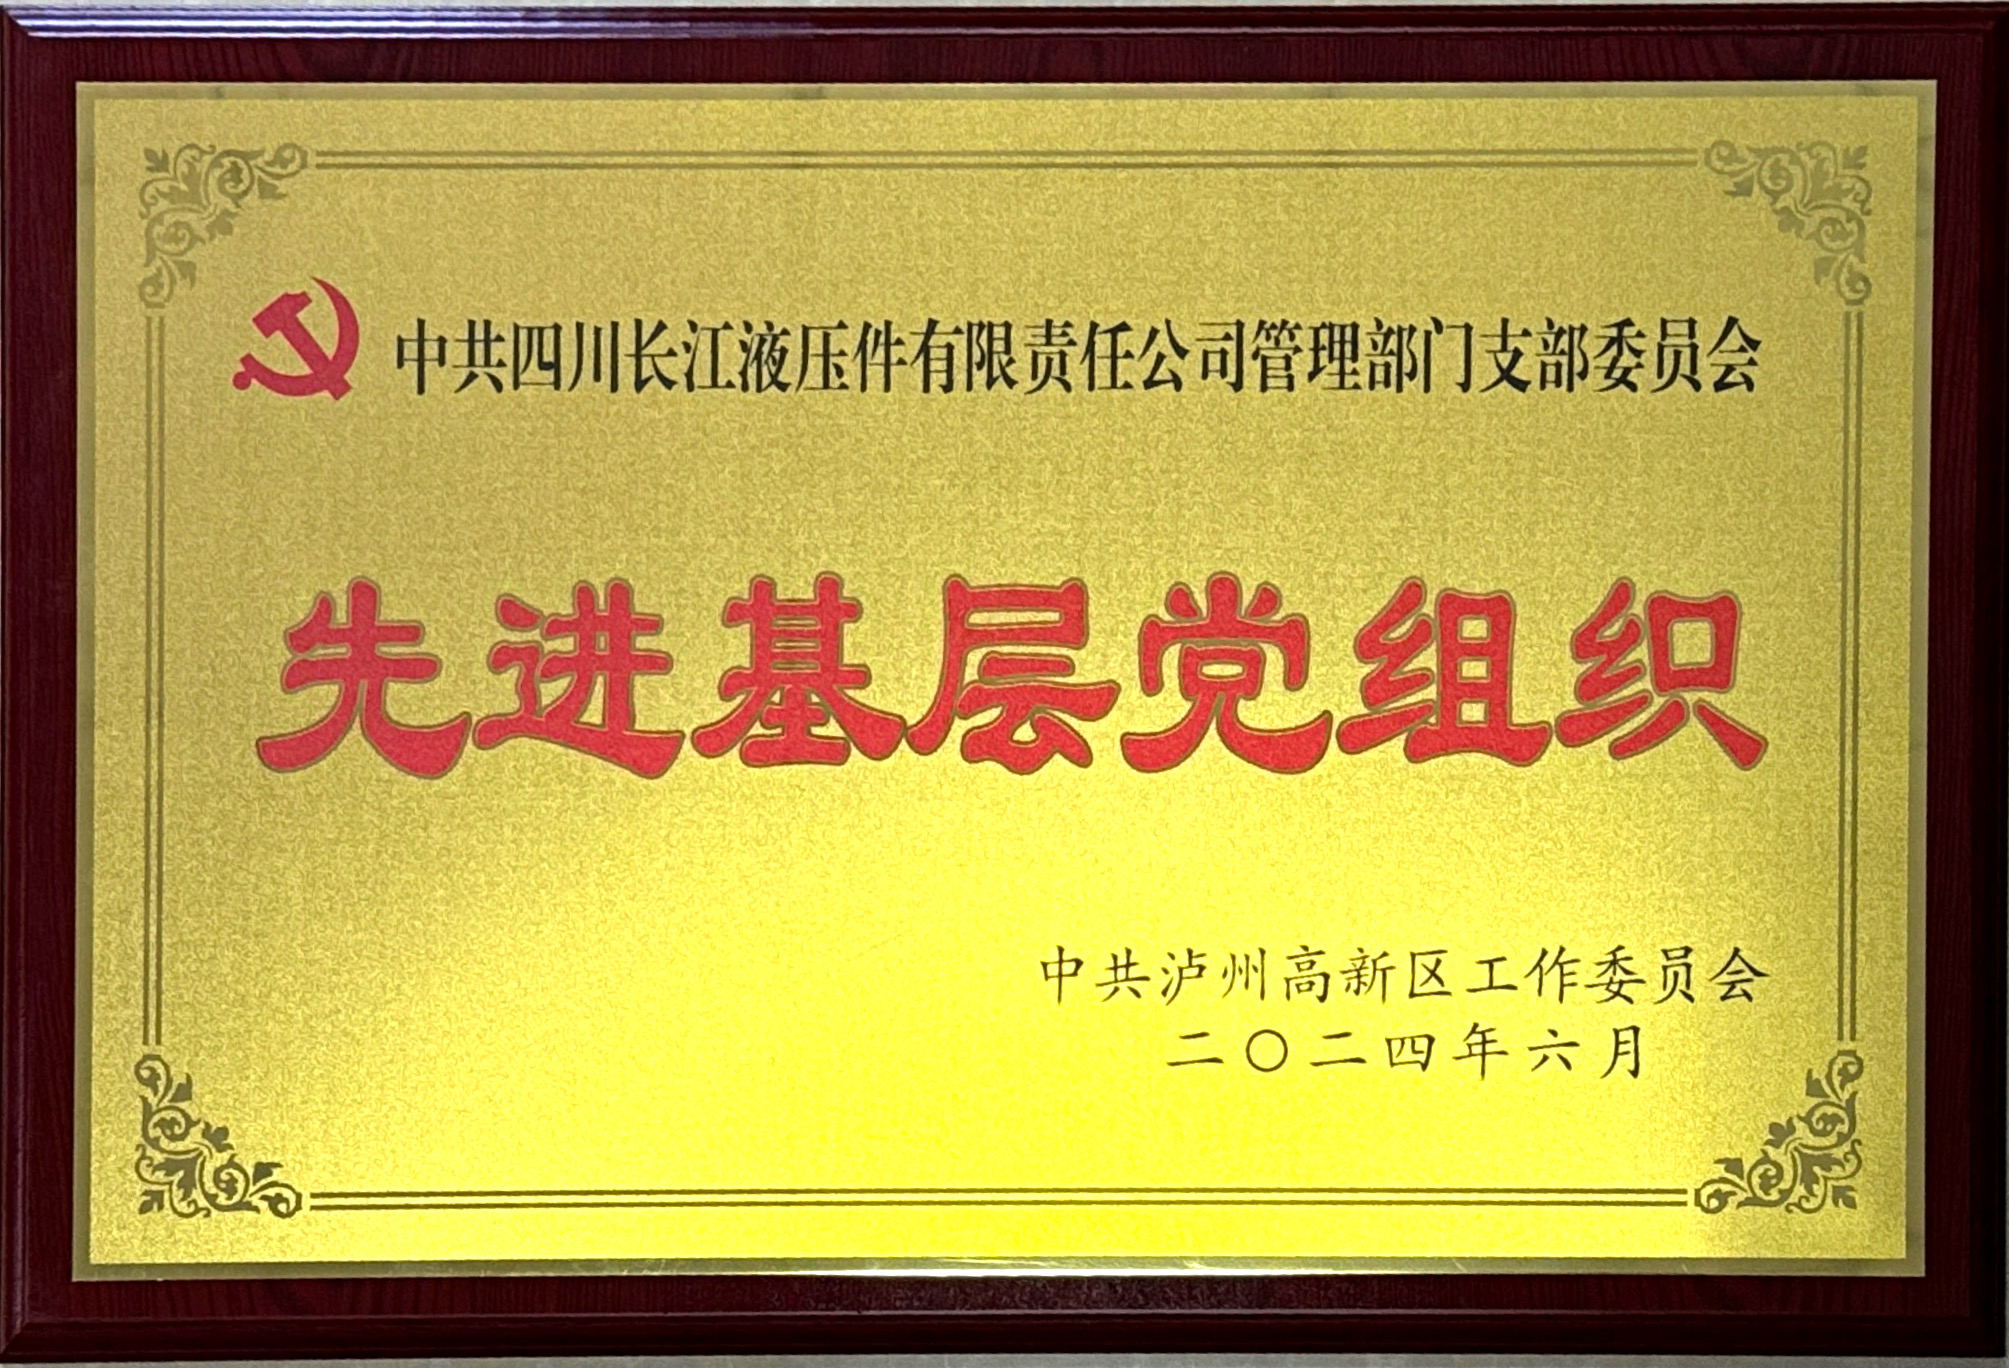 中共四川长江液压件有限责任公司管理部门支部委员会
先进基层党组织
中共泸州高新区工作委员会
二〇二四年六月